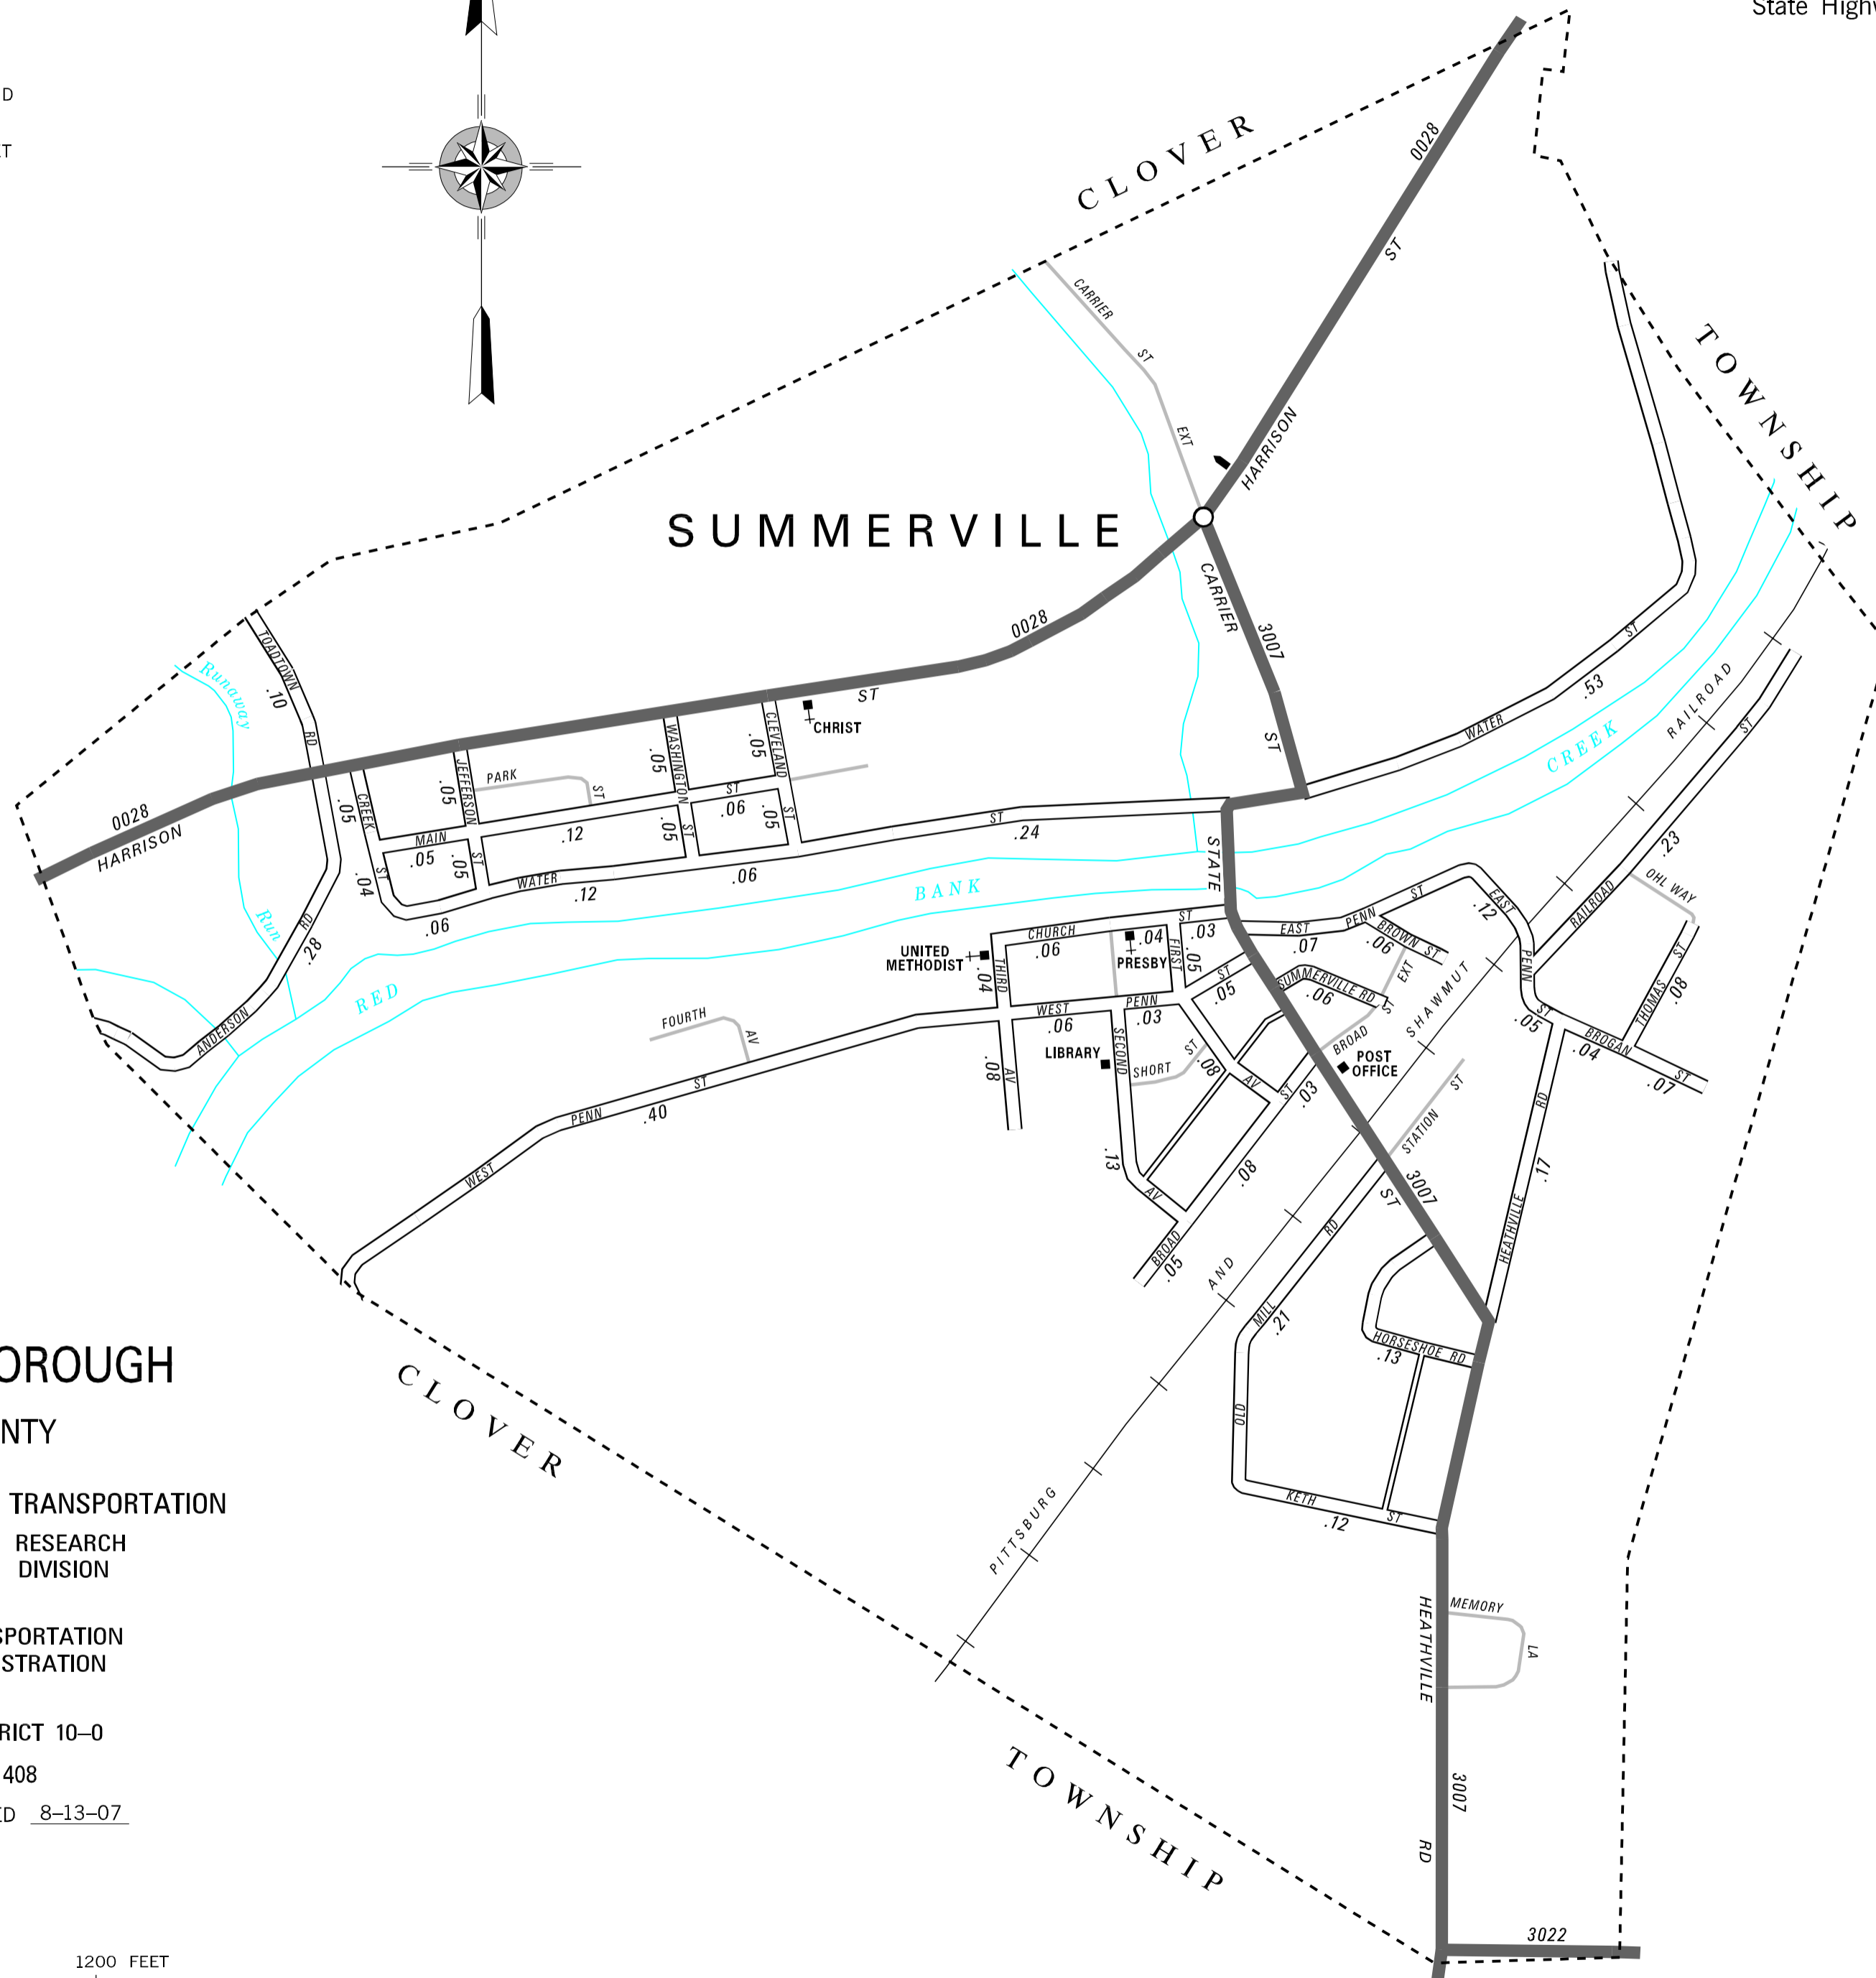 State Highw
D
ET
CLOVER
0028
ST
CARRIER
ST
EXT
TOWNSHIP
HARRISON
SUMMERVILLE
CARRIER
3007
ST
0028
TOADTOWN
.10
RD
Runaway
Run
ST
CHRIST
ST
WATER
.53
CREEK
RAILROAD
ST
.23
CLEVELAND
.05
.05
ST
WASHINGTON
.05
.05
ST
JEFFERSON
.05
.05
ST
PARK
ST
CREEK
.05
.04
ST
MAIN
.05
.12
ST
.06
0028
HARRISON
ST
.24
WATER
.12
.06
.06
STATE
BANK
RED
RD
.28
ANDERSON
CHURCH
ST
.06
.04
.03
UNITED
METHODIST
THIRD
.04
PRESBY
FIRST
.05
EAST
.07
PENN
ST
EAST
.12
BROWN ST
.06
RAILROAD
OHL WAY
PENN
ST
.05
THOMAS
ST
.08
BROGAN
.04
ST
.07
SUMMERVILLE RD
.06
EXT
ST
BROAD
SHAWMUT
ST
.05
WEST
PENN
.06
.03
FOURTH
AV
LIBRARY
SECOND
SHORT
ST
.08
AV
ST
.03
POST
OFFICE
.08
AV
ST
PENN
.40
WEST
.13
AV
.08
BROAD
.05
STATION
ST
3007
ST
RD
.17
HEATHVILLE
AND
RD
MILL
.21
OLD
HORSESHOE RD
.13
KETH
ST
.12
PITTSBURG
CLOVER
TOWNSHIP
MEMORY
LA
HEATHVILLE
3007
RD
3022
OROUGH
NTY
TRANSPORTATION
RESEARCH
DIVISION
SPORTATION
STRATION
RICT 10–0
408
ED 8–13–07
1200 FEET